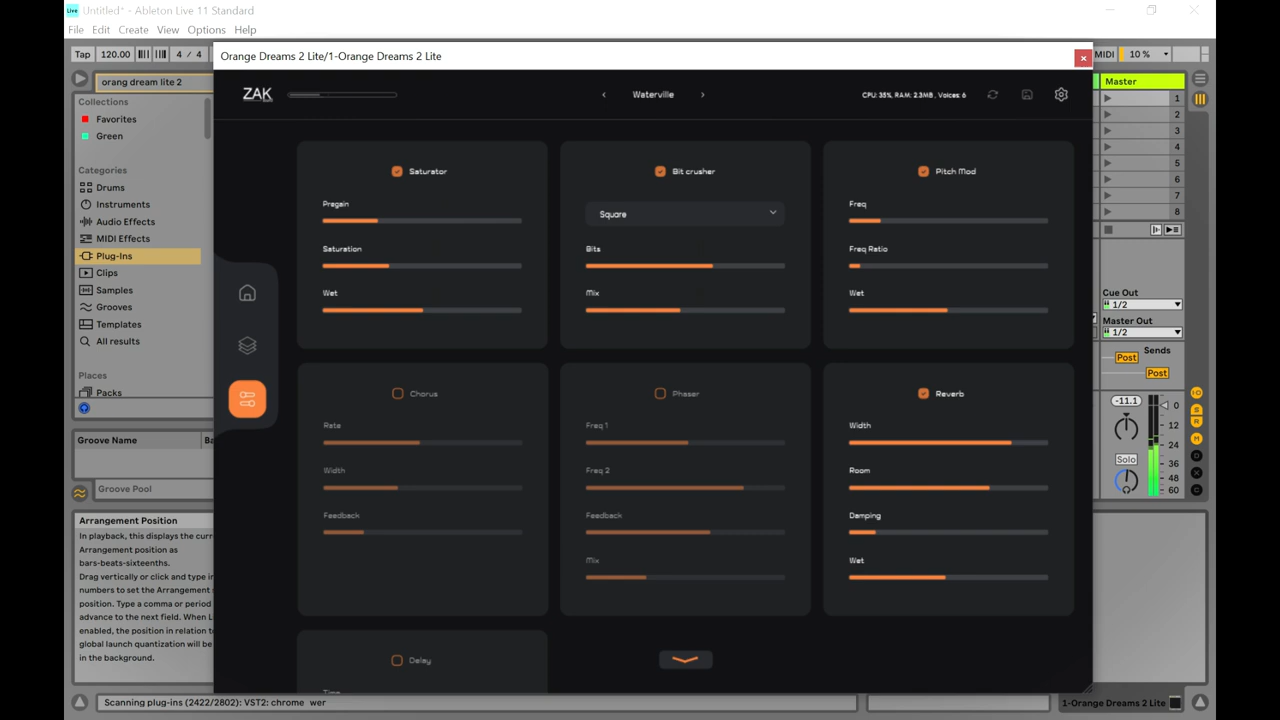 Live Untitled* - Ableton Live 11 Standard
File Edit Create View Options Help
Tap 120.00 4 / 4
Orange Dreams 2 Lite/1-Orange Dreams 2 Lite
MIDI 10 %
orang dream lite 2
Collections
Favorites
Green
Categories
Drums
Instruments
Audio Effects
MIDI Effects
Plug-Ins
Clips
Samples
Grooves
Templates
All results
Places
Packs
Groove Name Ba
Groove Pool
Arrangement Position
In playback, this displays the curr
Arrangement position as
bars-beats-sixteenths.
Drag vertically or click and type in
numbers to set the Arrangement
position. Type a comma or period
advance to the next field. When L
enabled, the position in relation to
global launch quantization will be
in the background.
ZAK
Waterville
CPU: 35%, RAM: 2.3MB , Voices: 6
Saturator
Pregain
Saturation
Wet
Bit crusher
Square
Bits
Mix
Pitch Mod
Freq
Freq Ratio
Wet
Chorus
Rate
Width
Feedback
Phaser
Freq 1
Freq 2
Feedback
Mix
Reverb
Width
Room
Damping
Wet
Delay
Time
Master
1
2
3
4
5
6
7
8
Cue Out
1/2
Master Out
1/2
Sends
Post
Post
-11.1
0
12
24
36
48
60
Solo
I-O
S
R
M
D
X
C
Scanning plug-ins (2422/2802): VST2: chrome wer
1-Orange Dreams 2 Lite